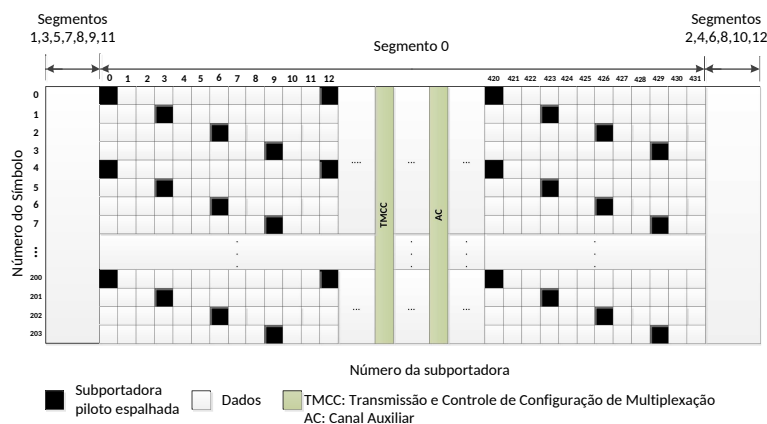 Segmentos
1,3,5,7,8,9,11
Segmento 0
Segmentos
2,4,6,8,10,12
0 1 2 3 4 5 6 7 8 9 10 11 12 420 421 422 423 424 425 426 427 428 429 430 431
0
1
2
3
4
5
6
7
200
201
202
203
Número do Símbolo
TMCC
AC
Número da subportadora
Subportadora
piloto espalhada
Dados
TMCC: Transmissão e Controle de Configuração de Multiplexação
AC: Canal Auxiliar